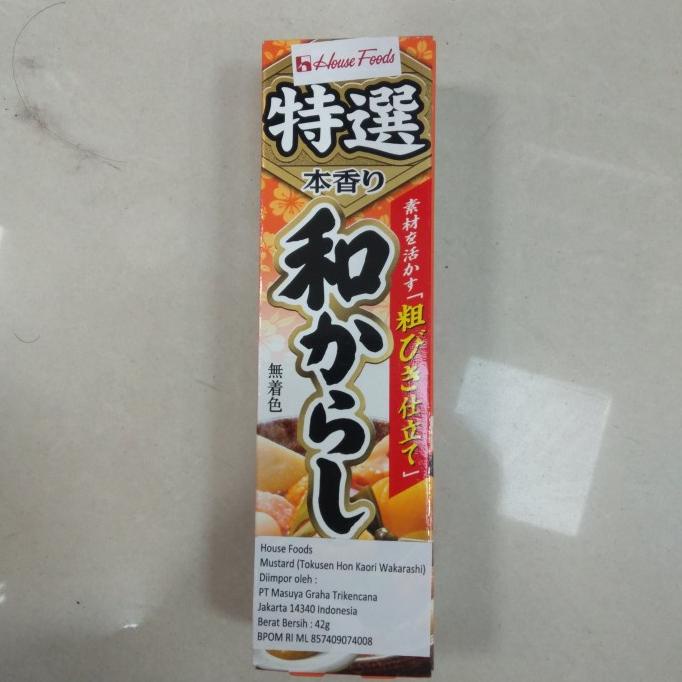 House Foods
特選
本香り
和からし
素材を活かす「粗びき仕立て」
無着色
House Foods
Mustard (Tokusen Hon Kaori Wakarashi)
Diimpor oleh :
PT Masuya Graha Trikencana
Jakarta 14340 Indonesia
Berat Bersih : 42g
BPOM RI ML 857409074008